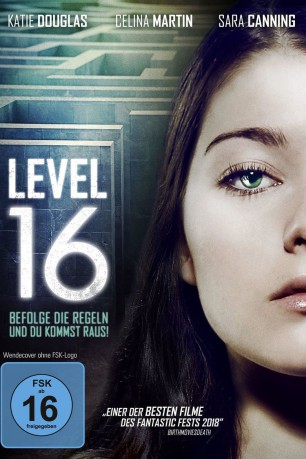 KATIE DOUGLAS CELINA MARTIN SARA CANNING
LEVEL
16
BEFOLGE DIE REGELN
UND DU KOMMST RAUS!
Wendecover ohne FSK-Logo
FSK
ab
16
freigegeben
„EINER DER BESTEN FILME
DES FANTASTIC FESTS 2018“
BIRTHMOVIESDEATH